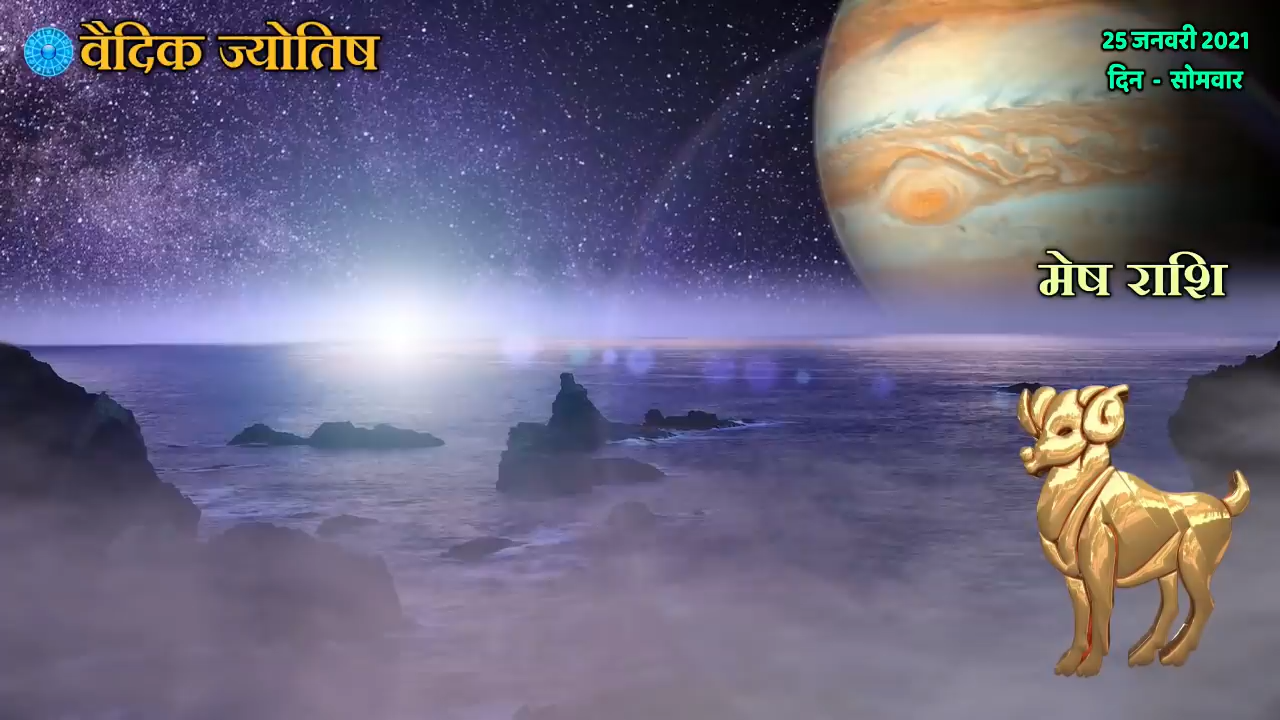 वैदिक ज्योतिष
25 जनवरी 2021
दिन - सोमवार
मेष राशि